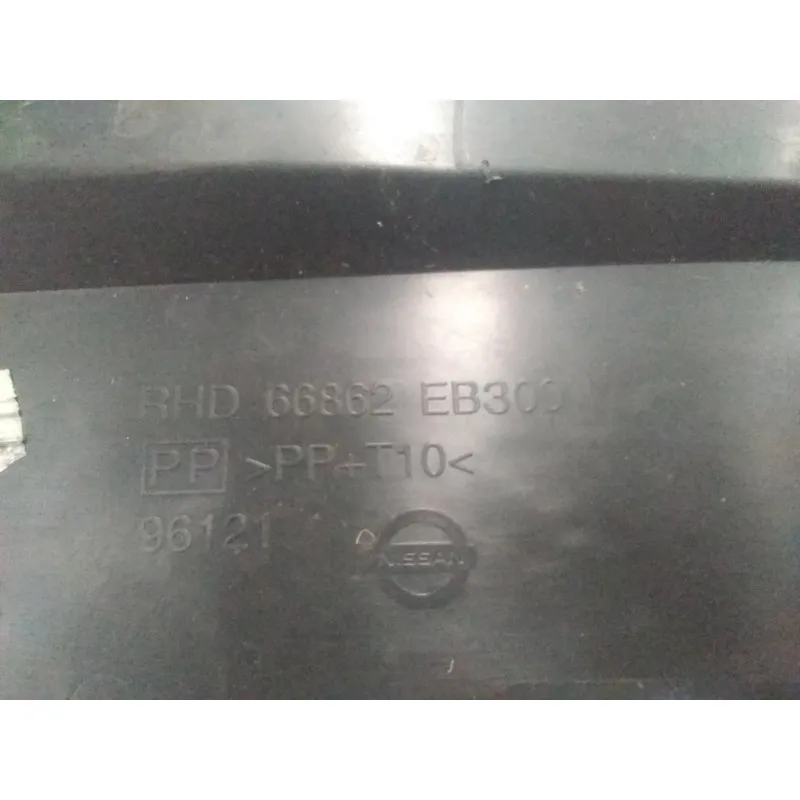 RHD 66862 EB300
PP >PP+T10<
96121
NISSAN